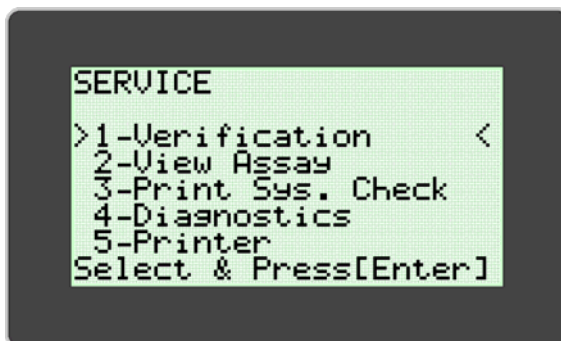 SERVICE
>1-Verification <
2-View Assay
3-Print Sys. Check
4-Diagnostics
5-Printer
Select & Press[Enter]